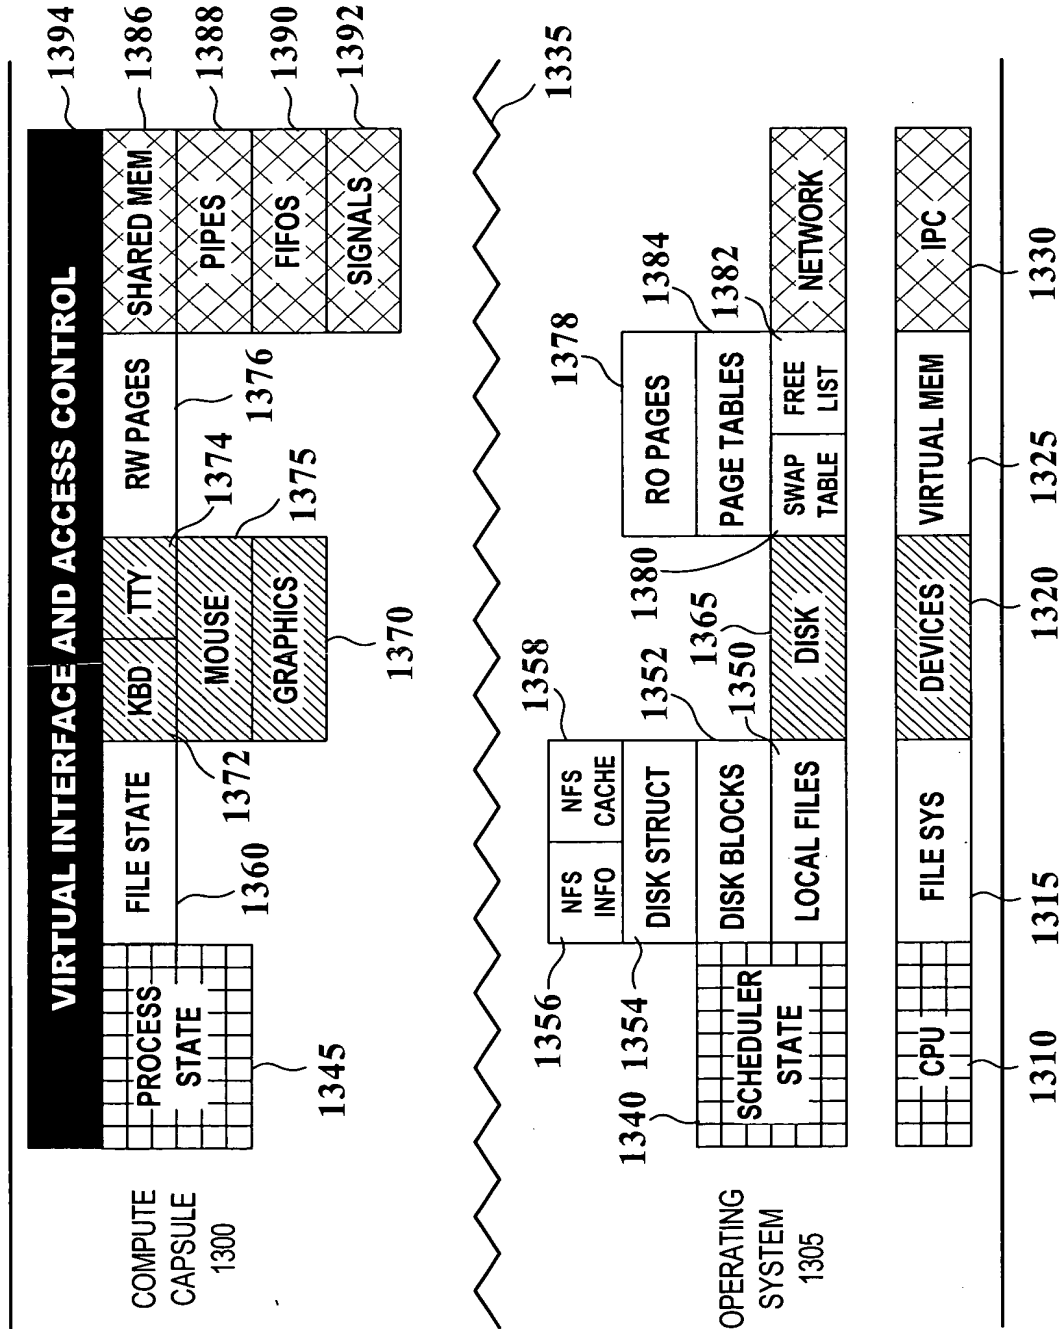 COMPUTE
CAPSULE
1300
VIRTUAL INTERFACE AND ACCESS CONTROL
1394
PROCESS
STATE
1345
FILE STATE
1360
KBD
TTY
MOUSE
GRAPHICS
1372
1374
1375
1370
RW PAGES
1376
SHARED MEM
1386
PIPES
1388
FIFOS
1390
SIGNALS
1392
1335
OPERATING
SYSTEM
1305
1340
SCHEDULER
STATE
NFS
INFO
NFS
CACHE
1356
1358
DISK STRUCT
1354
DISK BLOCKS
1352
LOCAL FILES
1350
DISK
1365
RO PAGES
1378
PAGE TABLES
1384
SWAP
TABLE
1380
FREE
LIST
1382
NETWORK
CPU
1310
FILE SYS
1315
DEVICES
1320
VIRTUAL MEM
1325
IPC
1330